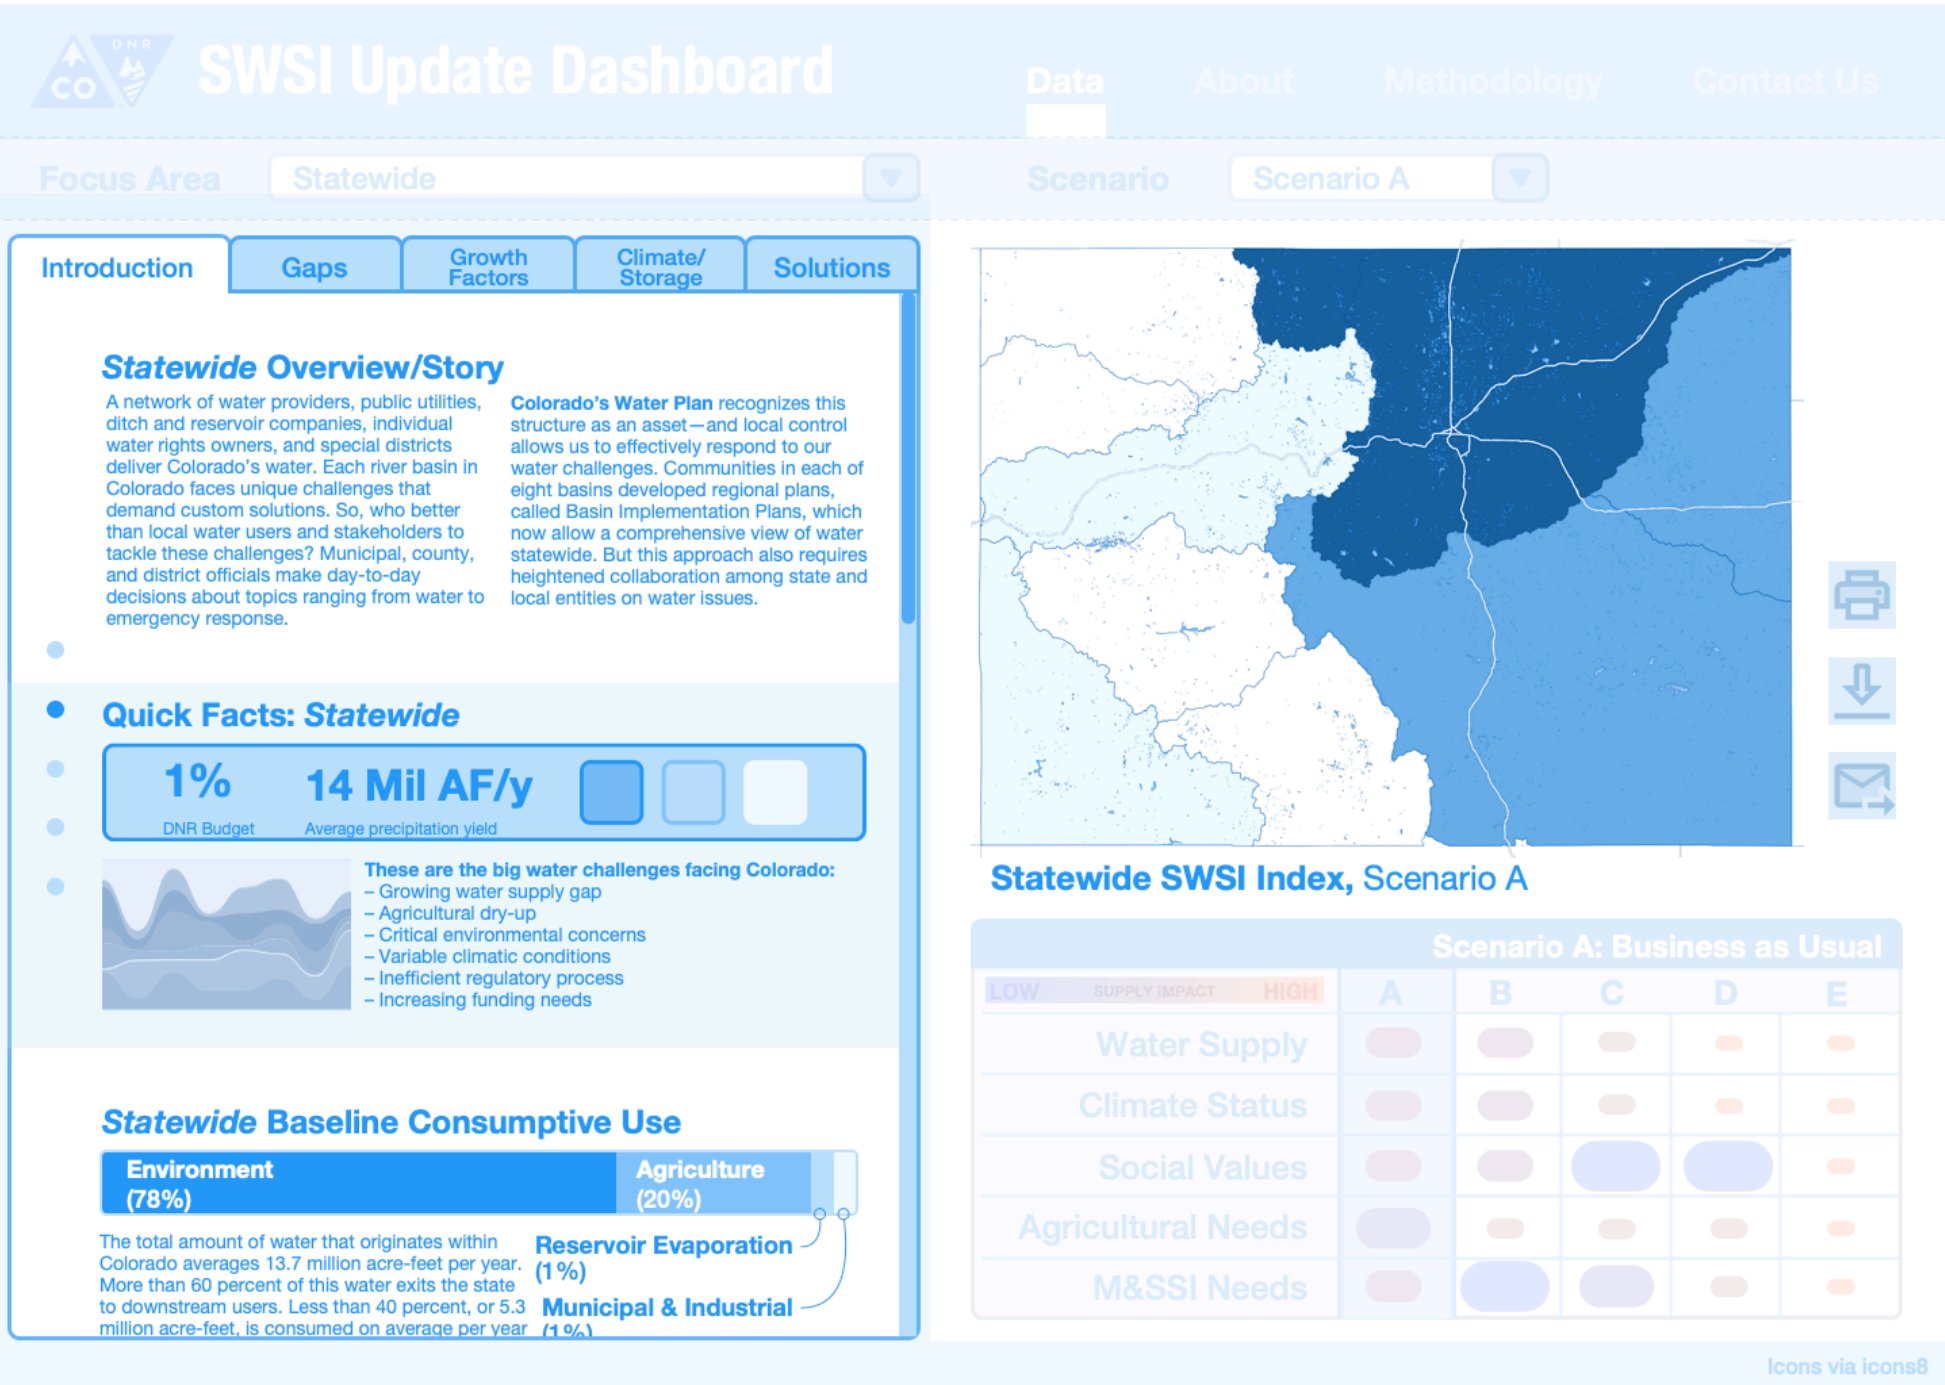 DNR
CO
SWSI Update Dashboard
Data
About
Methodology
Contact Us
Focus Area
Statewide
Scenario
Scenario A
Introduction
Gaps
Growth
Factors
Climate/
Storage
Solutions
Statewide Overview/Story
A network of water providers, public utilities,
ditch and reservoir companies, individual
water rights owners, and special districts
deliver Colorado's water. Each river basin in
Colorado faces unique challenges that
demand custom solutions. So, who better
than local water users and stakeholders to
tackle these challenges? Municipal, county,
and district officials make day-to-day
decisions about topics ranging from water to
emergency response.
Colorado's Water Plan recognizes this
structure as an asset—and local control
allows us to effectively respond to our
water challenges. Communities in each of
eight basins developed regional plans,
called Basin Implementation Plans, which
now allow a comprehensive view of water
statewide. But this approach also requires
heightened collaboration among state and
local entities on water issues.
Quick Facts: Statewide
1%
DNR Budget
14 Mil AF/y
Average precipitation yield
These are the big water challenges facing Colorado:
– Growing water supply gap
– Agricultural dry-up
– Critical environmental concerns
– Variable climatic conditions
– Inefficient regulatory process
– Increasing funding needs
Statewide Baseline Consumptive Use
Environment
(78%)
Agriculture
(20%)
Reservoir Evaporation
(1%)
Municipal & Industrial
(1%)
The total amount of water that originates within
Colorado averages 13.7 million acre-feet per year.
More than 60 percent of this water exits the state
to downstream users. Less than 40 percent, or 5.3
million acre-feet, is consumed on average per year
Statewide SWSI Index, Scenario A
Scenario A: Business as Usual
LOW SUPPLY IMPACT HIGH
A B C D E
Water Supply
Climate Status
Social Values
Agricultural Needs
M&SSI Needs
Icons via icons8